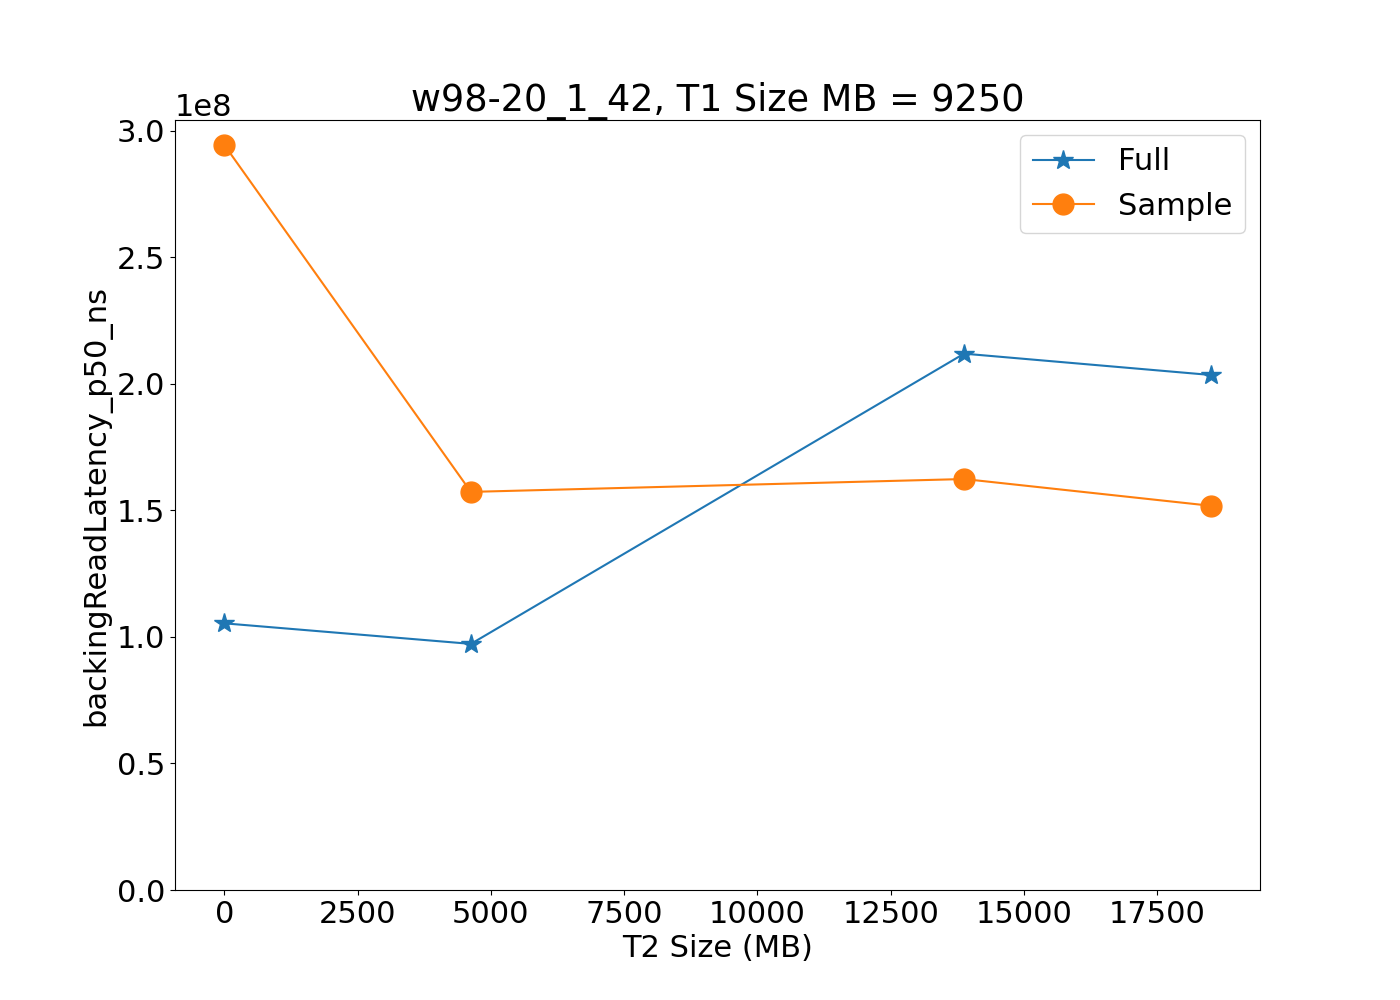 w98-20_1_42, T1 Size MB = 9250
1e8
3.0
2.5
2.0
1.5
1.0
0.5
0.0
backingReadLatency_p50_ns
Full
Sample
0 2500 5000 7500 10000 12500 15000 17500
T2 Size (MB)